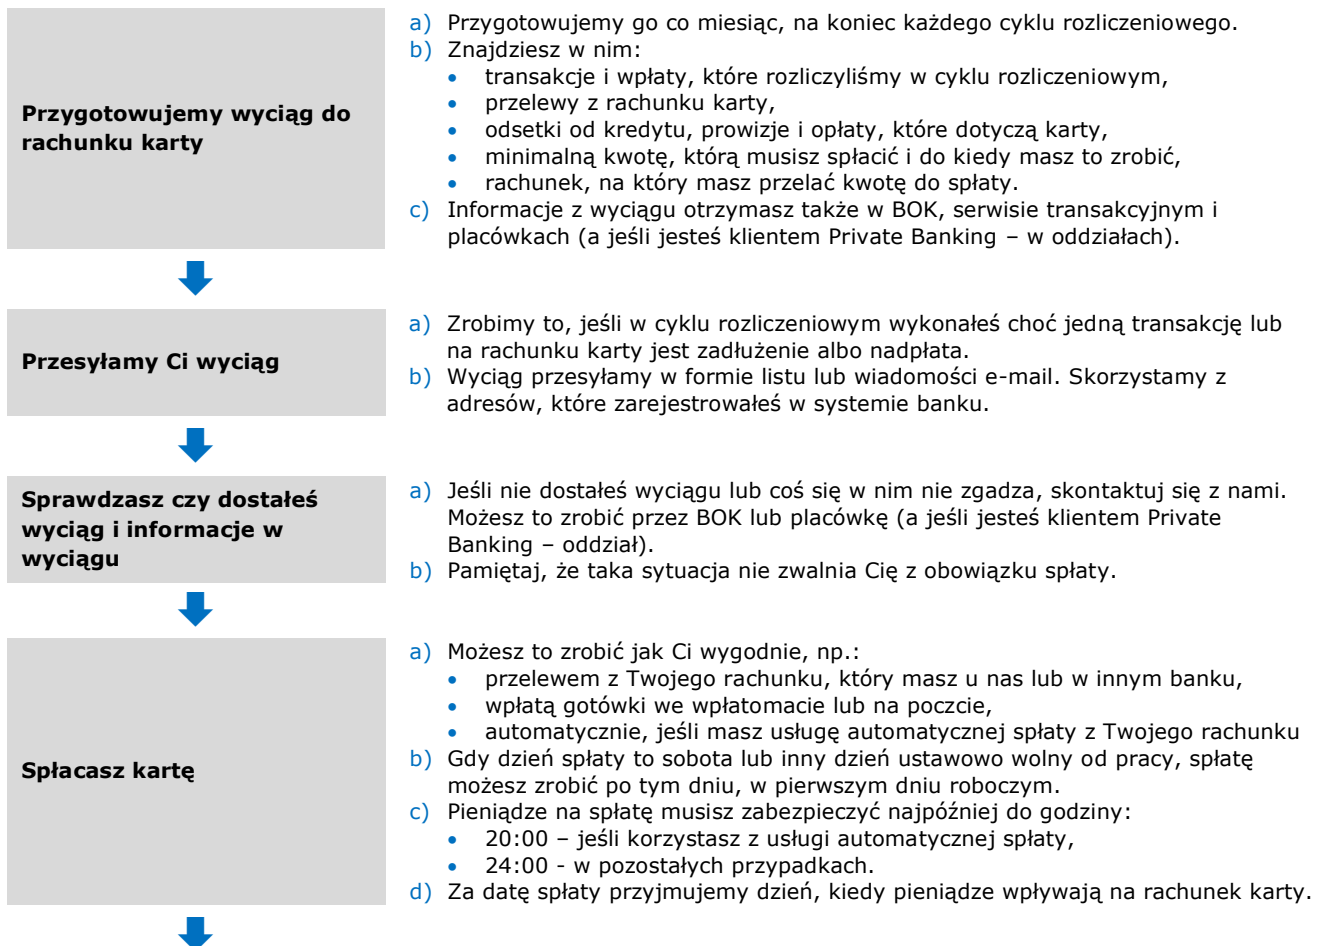 Przygotowujemy wyciąg do
rachunku karty
a) Przygotowujemy go co miesiąc, na koniec każdego cyklu rozliczeniowego.
b) Znajdziesz w nim:
• transakcje i wpłaty, które rozliczyliśmy w cyklu rozliczeniowym,
• przelewy z rachunku karty,
• odsetki od kredytu, prowizje i opłaty, które dotyczą karty,
• minimalną kwotę, którą musisz spłacić i do kiedy masz to zrobić,
• rachunek, na który masz przelać kwotę do spłaty.
c) Informacje z wyciągu otrzymasz także w BOK, serwisie transakcyjnym i
placówkach (a jeśli jesteś klientem Private Banking – w oddziałach).
Przesyłamy Ci wyciąg
a) Zrobimy to, jeśli w cyklu rozliczeniowym wykonałeś choć jedną transakcję lub
na rachunku karty jest zadłużenie albo nadpłata.
b) Wyciąg przesyłamy w formie listu lub wiadomości e-mail. Skorzystamy z
adresów, które zarejestrowałeś w systemie banku.
Sprawdzasz czy dostałeś
wyciąg i informacje w
wyciągu
a) Jeśli nie dostałeś wyciągu lub coś się w nim nie zgadza, skontaktuj się z nami.
Możesz to zrobić przez BOK lub placówkę (a jeśli jesteś klientem Private
Banking – oddział).
b) Pamiętaj, że taka sytuacja nie zwalnia Cię z obowiązku spłaty.
Spłacasz kartę
a) Możesz to zrobić jak Ci wygodnie, np.:
• przelewem z Twojego rachunku, który masz u nas lub w innym banku,
• wpłatą gotówki we wpłatomacie lub na poczcie,
• automatycznie, jeśli masz usługę automatycznej spłaty z Twojego rachunku
b) Gdy dzień spłaty to sobota lub inny dzień ustawowo wolny od pracy, spłatę
możesz zrobić po tym dniu, w pierwszym dniu roboczym.
c) Pieniądze na spłatę musisz zabezpieczyć najpóźniej do godziny:
• 20:00 – jeśli korzystasz z usługi automatycznej spłaty,
• 24:00 - w pozostałych przypadkach.
d) Za datę spłaty przyjmujemy dzień, kiedy pieniądze wpływają na rachunek karty.